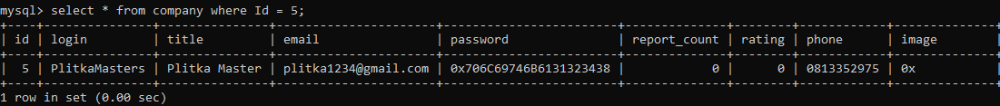 mysql> select * from company where Id = 5;
+----+---------------+---------------+----------------------+------------------------+--------------+--------+------------+--------------+
| id | login         | title         | email                | password               | report_count | rating | phone      | image        |
+----+---------------+---------------+----------------------+------------------------+--------------+--------+------------+--------------+
|  5 | PlitkaMasters | Plitka Master | plitka1234@gmail.com | 0x706C69746B6131323438 |            0 |      0 | 0813352975 | 0x           |
+----+---------------+---------------+----------------------+------------------------+--------------+--------+------------+--------------+
1 row in set (0.00 sec)